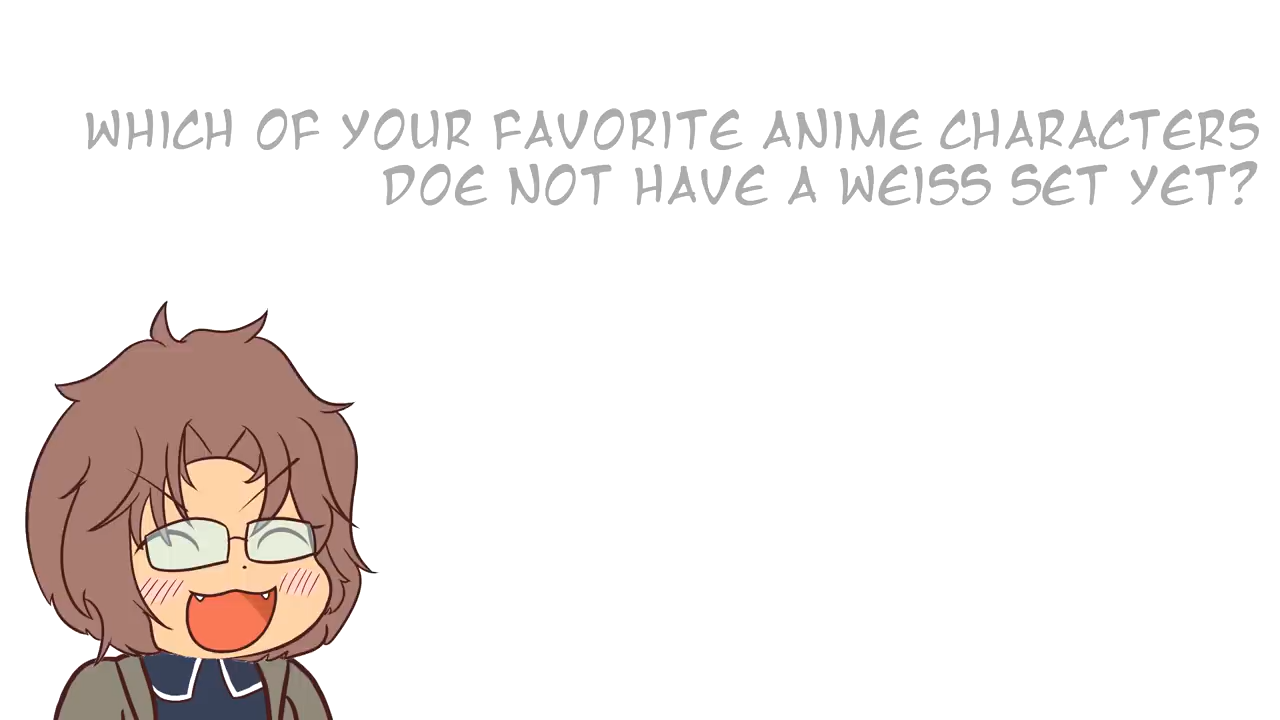 WHICH OF YOUR FAVORITE ANIME CHARACTERS
DOE NOT HAVE A WEISS SET YET?